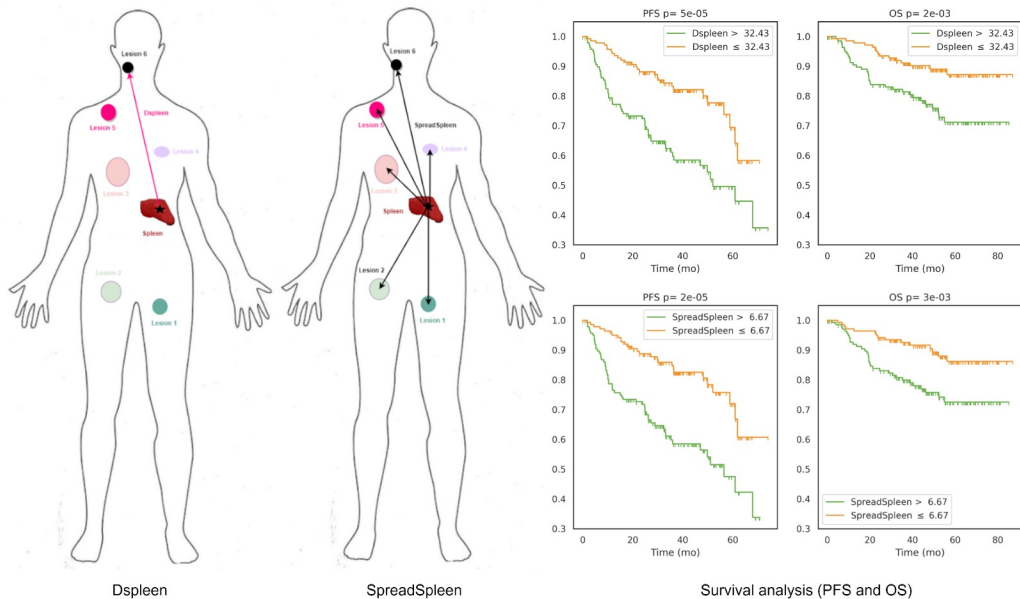 Lesion 6
Dspleen
Lesion 5
Lesion 4
Lesion 3
Spleen
Lesion 2
Lesion 1
Dspleen
Lesion 6
SpreadSpleen
Lesion 5
Lesion 4
Lesion 3
Spleen
Lesion 2
Lesion 1
SpreadSpleen
PFS p= 5e-05
Dspleen > 32.43
Dspleen ≤ 32.43
1.0
0.9
0.8
0.7
0.6
0.5
0.4
0.3
0 20 40 60
Time (mo)
OS p= 2e-03
Dspleen > 32.43
Dspleen ≤ 32.43
1.0
0.9
0.8
0.7
0.6
0.5
0.4
0.3
0 20 40 60 80
Time (mo)
PFS p= 2e-05
SpreadSpleen > 6.67
SpreadSpleen ≤ 6.67
1.0
0.9
0.8
0.7
0.6
0.5
0.4
0.3
0 20 40 60
Time (mo)
OS p= 3e-03
1.0
0.9
0.8
0.7
0.6
0.5
0.4
0.3
SpreadSpleen > 6.67
SpreadSpleen ≤ 6.67
0 20 40 60 80
Time (mo)
Survival analysis (PFS and OS)